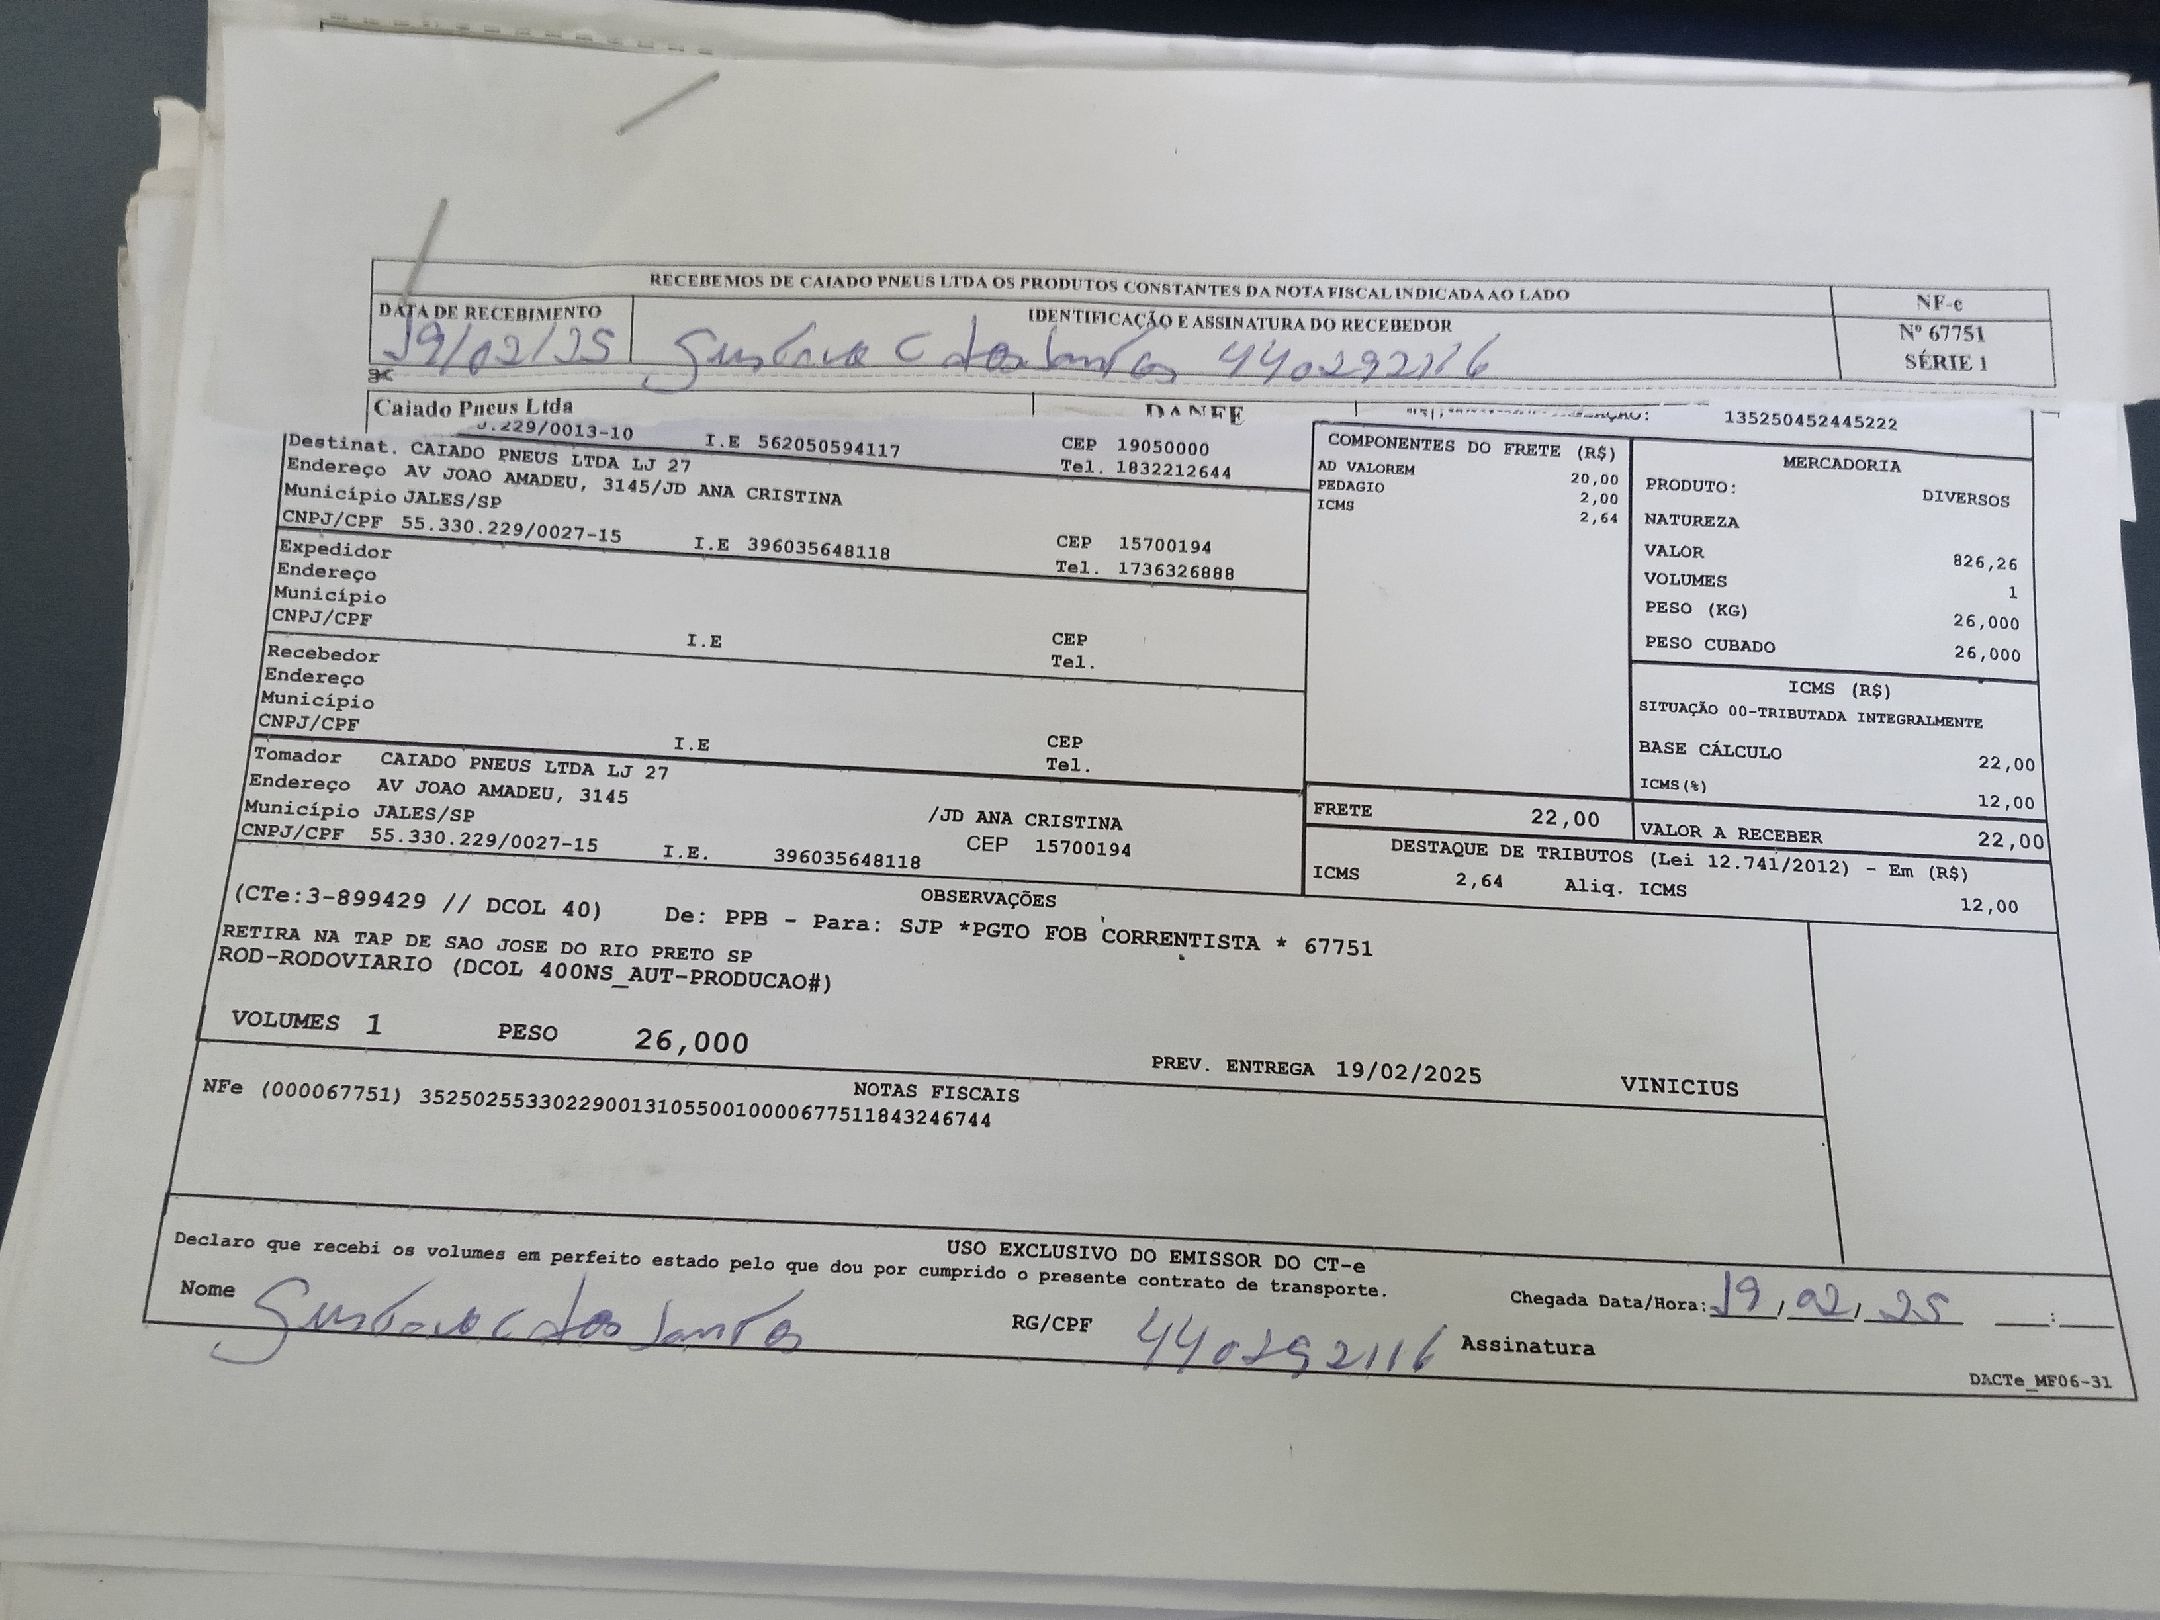 RECEBEMOS DE CAIADO PNEUS LTDA OS PRODUTOS CONSTANTES DA NOTA FISCAL INDICADA AO LADO
NF-e
Nº 67751
SÉRIE 1
DATA DE RECEBIMENTO
IDENTIFICAÇÃO E ASSINATURA DO RECEBEDOR
19/02/25
Gustavo C dos Santos 440292116
Caiado Pneus Ltda
DANFE
135250452445222
.229/0013-10 I.E 562050594117 CEP 19050000
Tel. 1832212644
Destinat. CAIADO PNEUS LTDA LJ 27
Endereço AV JOAO AMADEU, 3145/JD ANA CRISTINA
Município JALES/SP CEP 15700194
CNPJ/CPF 55.330.229/0027-15 I.E 396035648118 Tel. 1736326888
Expedidor
Endereço
Município CEP
CNPJ/CPF I.E Tel.
Recebedor
Endereço
Município CEP
CNPJ/CPF I.E Tel.
Tomador CAIADO PNEUS LTDA LJ 27
Endereço AV JOAO AMADEU, 3145 /JD ANA CRISTINA
Município JALES/SP CEP 15700194
CNPJ/CPF 55.330.229/0027-15 I.E. 396035648118
COMPONENTES DO FRETE (R$)
AD VALOREM 20,00
PEDAGIO 2,00
ICMS 2,64
FRETE 22,00
MERCADORIA
PRODUTO: DIVERSOS
NATUREZA
VALOR 826,26
VOLUMES 1
PESO (KG) 26,000
PESO CUBADO 26,000
ICMS (R$)
SITUAÇÃO 00-TRIBUTADA INTEGRALMENTE
BASE CÁLCULO 22,00
ICMS(%) 12,00
VALOR A RECEBER 22,00
DESTAQUE DE TRIBUTOS (Lei 12.741/2012) - Em (R$)
ICMS 2,64 Aliq. ICMS 12,00
OBSERVAÇÕES
(CTe:3-899429 // DCOL 40) De: PPB - Para: SJP *PGTO FOB CORRENTISTA * 67751
RETIRA NA TAP DE SAO JOSE DO RIO PRETO SP
ROD-RODOVIARIO (DCOL 400NS_AUT-PRODUCAO#)
VOLUMES 1 PESO 26,000 PREV. ENTREGA 19/02/2025 VINICIUS
NOTAS FISCAIS
NFe (000067751) 35250255330229001310550010000677511843246744
USO EXCLUSIVO DO EMISSOR DO CT-e
Declaro que recebi os volumes em perfeito estado pelo que dou por cumprido o presente contrato de transporte.
Chegada Data/Hora: 19/02/25 __:__
Nome Gustavo C dos Santos RG/CPF 440292116 Assinatura
DACTe_MF06-31